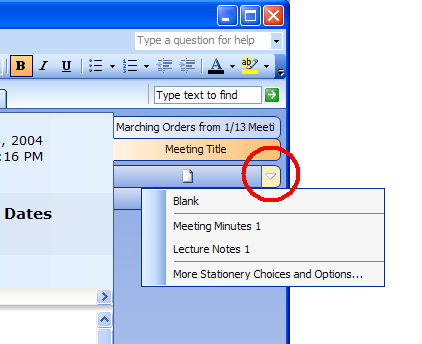 Type a question for help
B I U A ab
Type text to find
Marching Orders from 1/13 Meeti
, 2004
:16 PM
Meeting Title
Dates
Blank
Meeting Minutes 1
Lecture Notes 1
More Stationery Choices and Options...